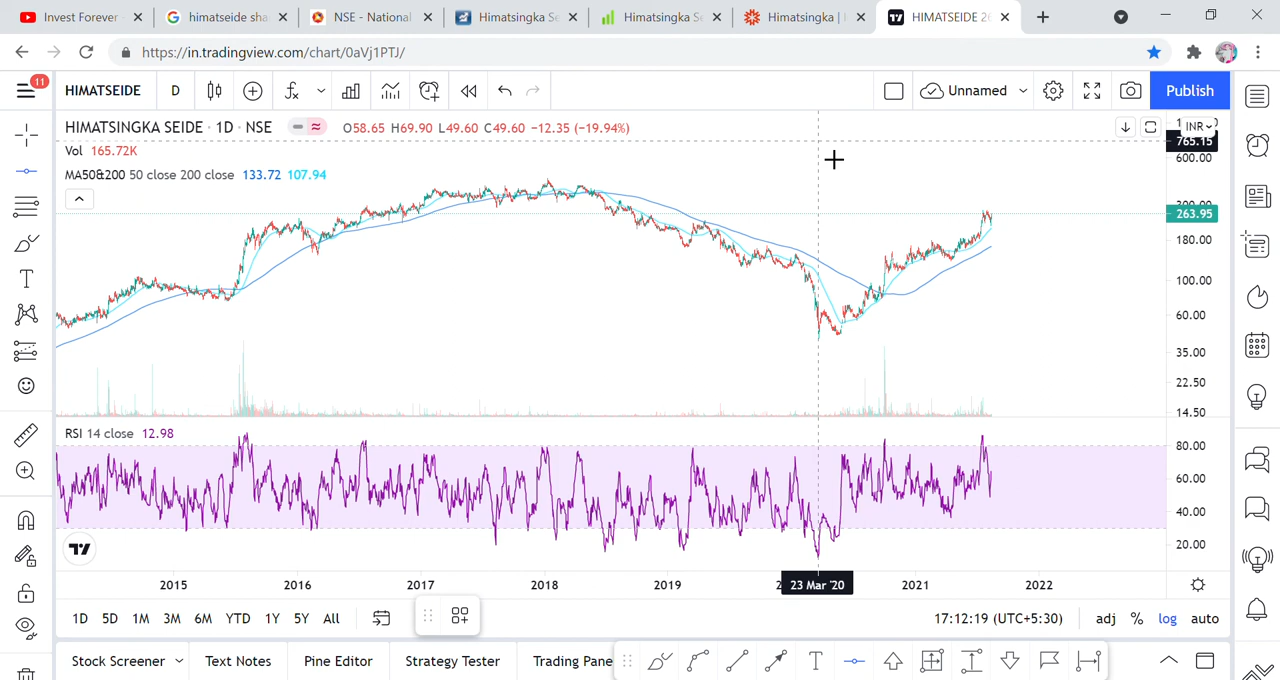 Invest Forever
himatseide sha
NSE - National
Himatsingka Se
Himatsingka Se
Himatsingka |
HIMATSEIDE 26
https://in.tradingview.com/chart/0aVj1PTJ/
11
HIMATSEIDE
D
Unnamed
Publish
HIMATSINGKA SEIDE · 1D · NSE
O58.65 H69.90 L49.60 C49.60 −12.35 (−19.94%)
INR
Vol 165.72K
765.15
600.00
MA50&200 50 close 200 close 133.72 107.94
300.00
263.95
180.00
100.00
60.00
35.00
22.50
14.50
RSI 14 close 12.98
80.00
60.00
40.00
20.00
2015
2016
2017
2018
2019
23 Mar '20
2021
2022
1D 5D 1M 3M 6M YTD 1Y 5Y All
17:12:19 (UTC+5:30)
adj % log auto
Stock Screener
Text Notes
Pine Editor
Strategy Tester
Trading Pane